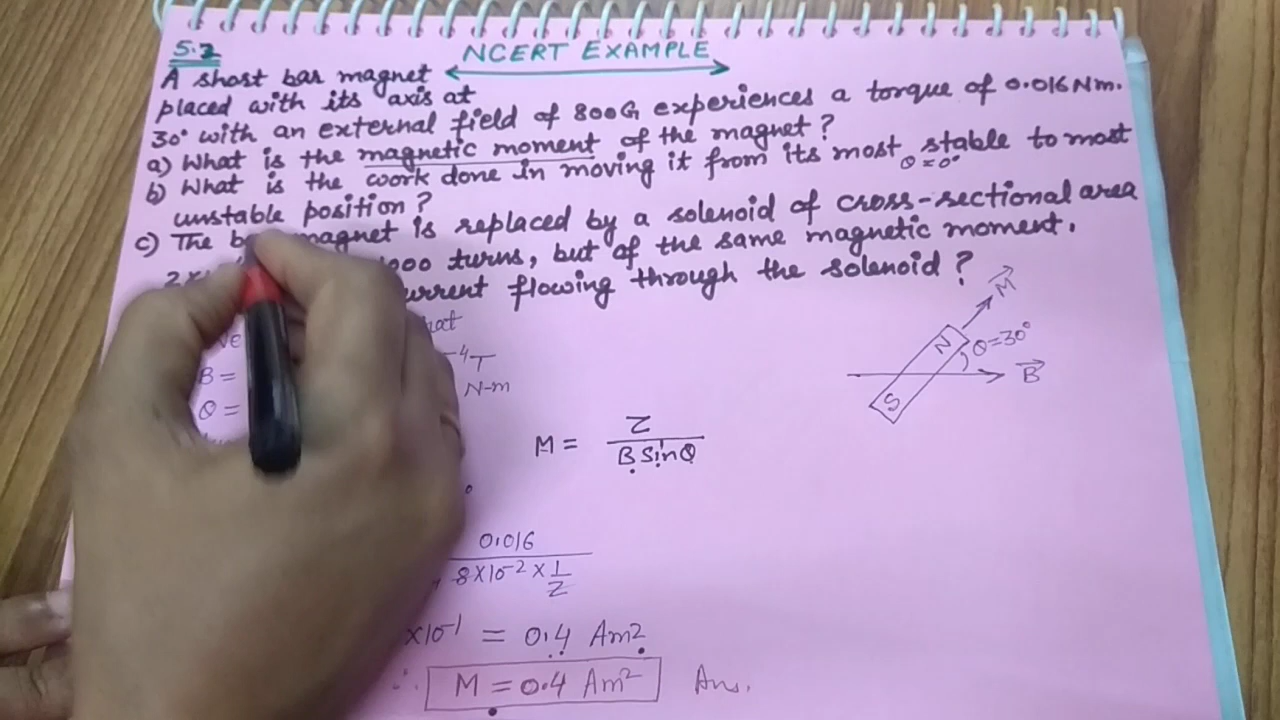 5.2
NCERT EXAMPLE
A short bar magnet
placed with its axis at
30° with an external field of 800G experiences a torque of 0.016 Nm.
a) What is the magnetic moment of the magnet?
b) What is the work done in moving it from its most stable to most
θ=0°
unstable position?
c) The magnet is replaced by a solenoid of cross-sectional area
1000 turns, but of the same magnetic moment.
flowing through the solenoid?
M
N
θ=30°
B
S
-4T
B =
N-m
θ =
M = τ / B sinθ
0.016 / 8×10-2 × 1/2
×10-1 = 0.4 Am2
∴ M = 0.4 Am2 Ans.